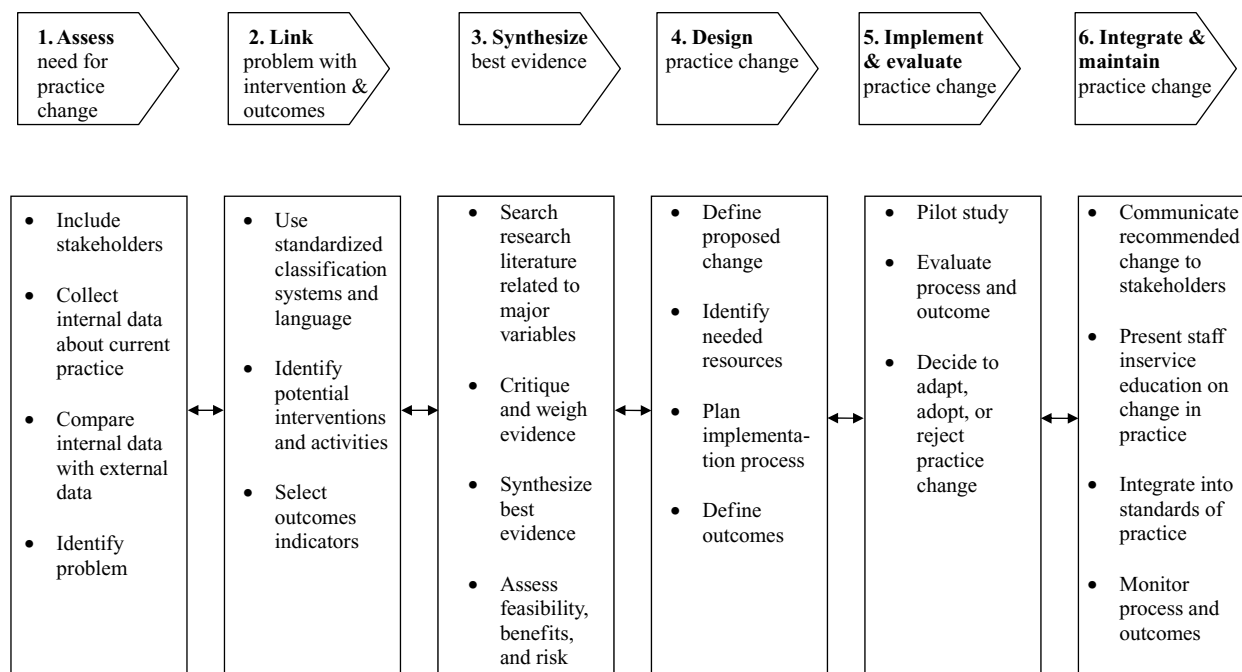 1. Assess
need for
practice
change
2. Link
problem with
intervention &
outcomes
3. Synthesize
best evidence
4. Design
practice change
5. Implement
& evaluate
practice change
6. Integrate &
maintain
practice change
• Include
stakeholders
• Collect
internal data
about current
practice
• Compare
internal data
with external
data
• Identify
problem
• Use
standardized
classification
systems and
language
• Identify
potential
interventions
and activities
• Select
outcomes
indicators
• Search
research
literature
related to
major
variables
• Critique
and weigh
evidence
• Synthesize
best
evidence
• Assess
feasibility,
benefits,
and risk
• Define
proposed
change
• Identify
needed
resources
• Plan
implementa-
tion process
• Define
outcomes
• Pilot study
• Evaluate
process and
outcome
• Decide to
adapt,
adopt, or
reject
practice
change
• Communicate
recommended
change to
stakeholders
• Present staff
inservice
education on
change in
practice
• Integrate into
standards of
practice
• Monitor
process and
outcomes